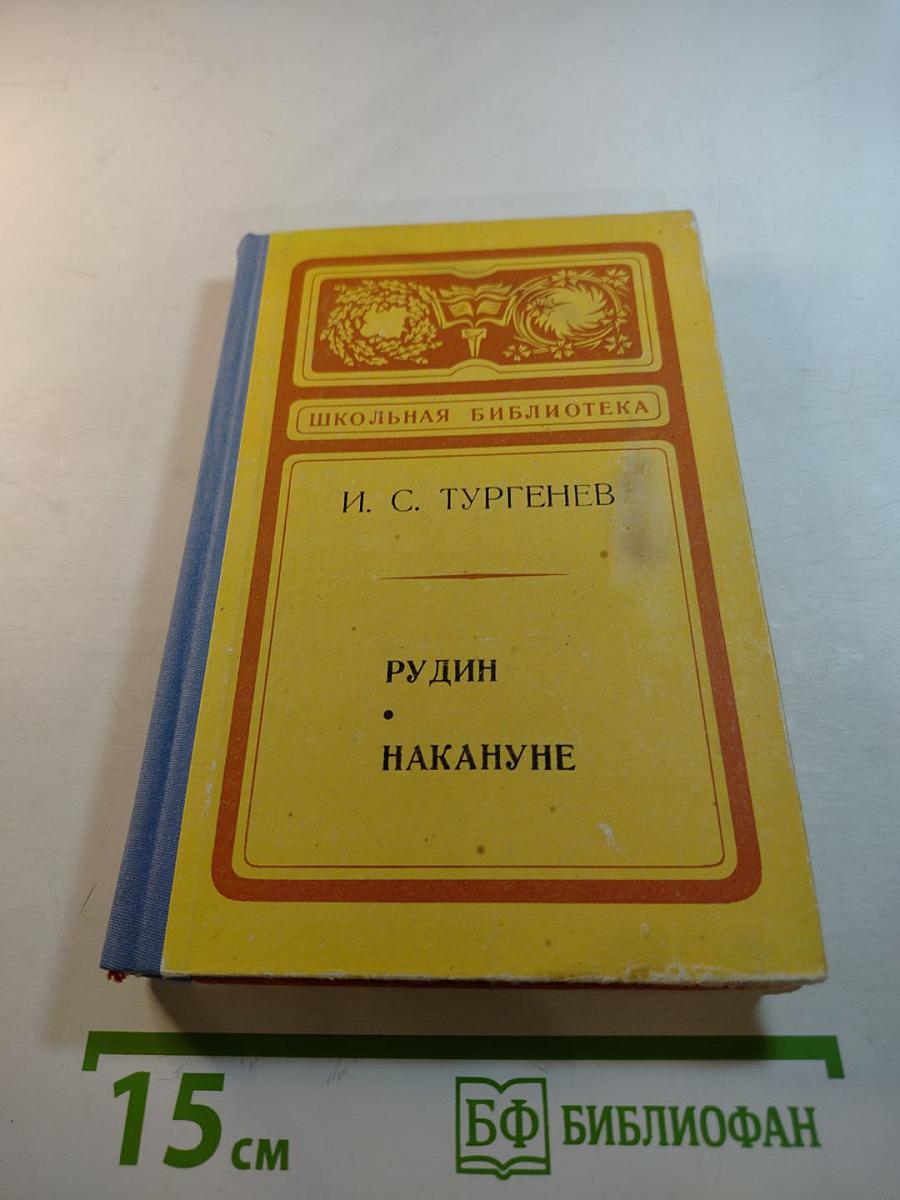 ШКОЛЬНАЯ БИБЛИОТЕКА
И. С. ТУРГЕНЕВ
РУДИН
•
НАКАНУНЕ
15 см
БФ БИБЛИОФАН